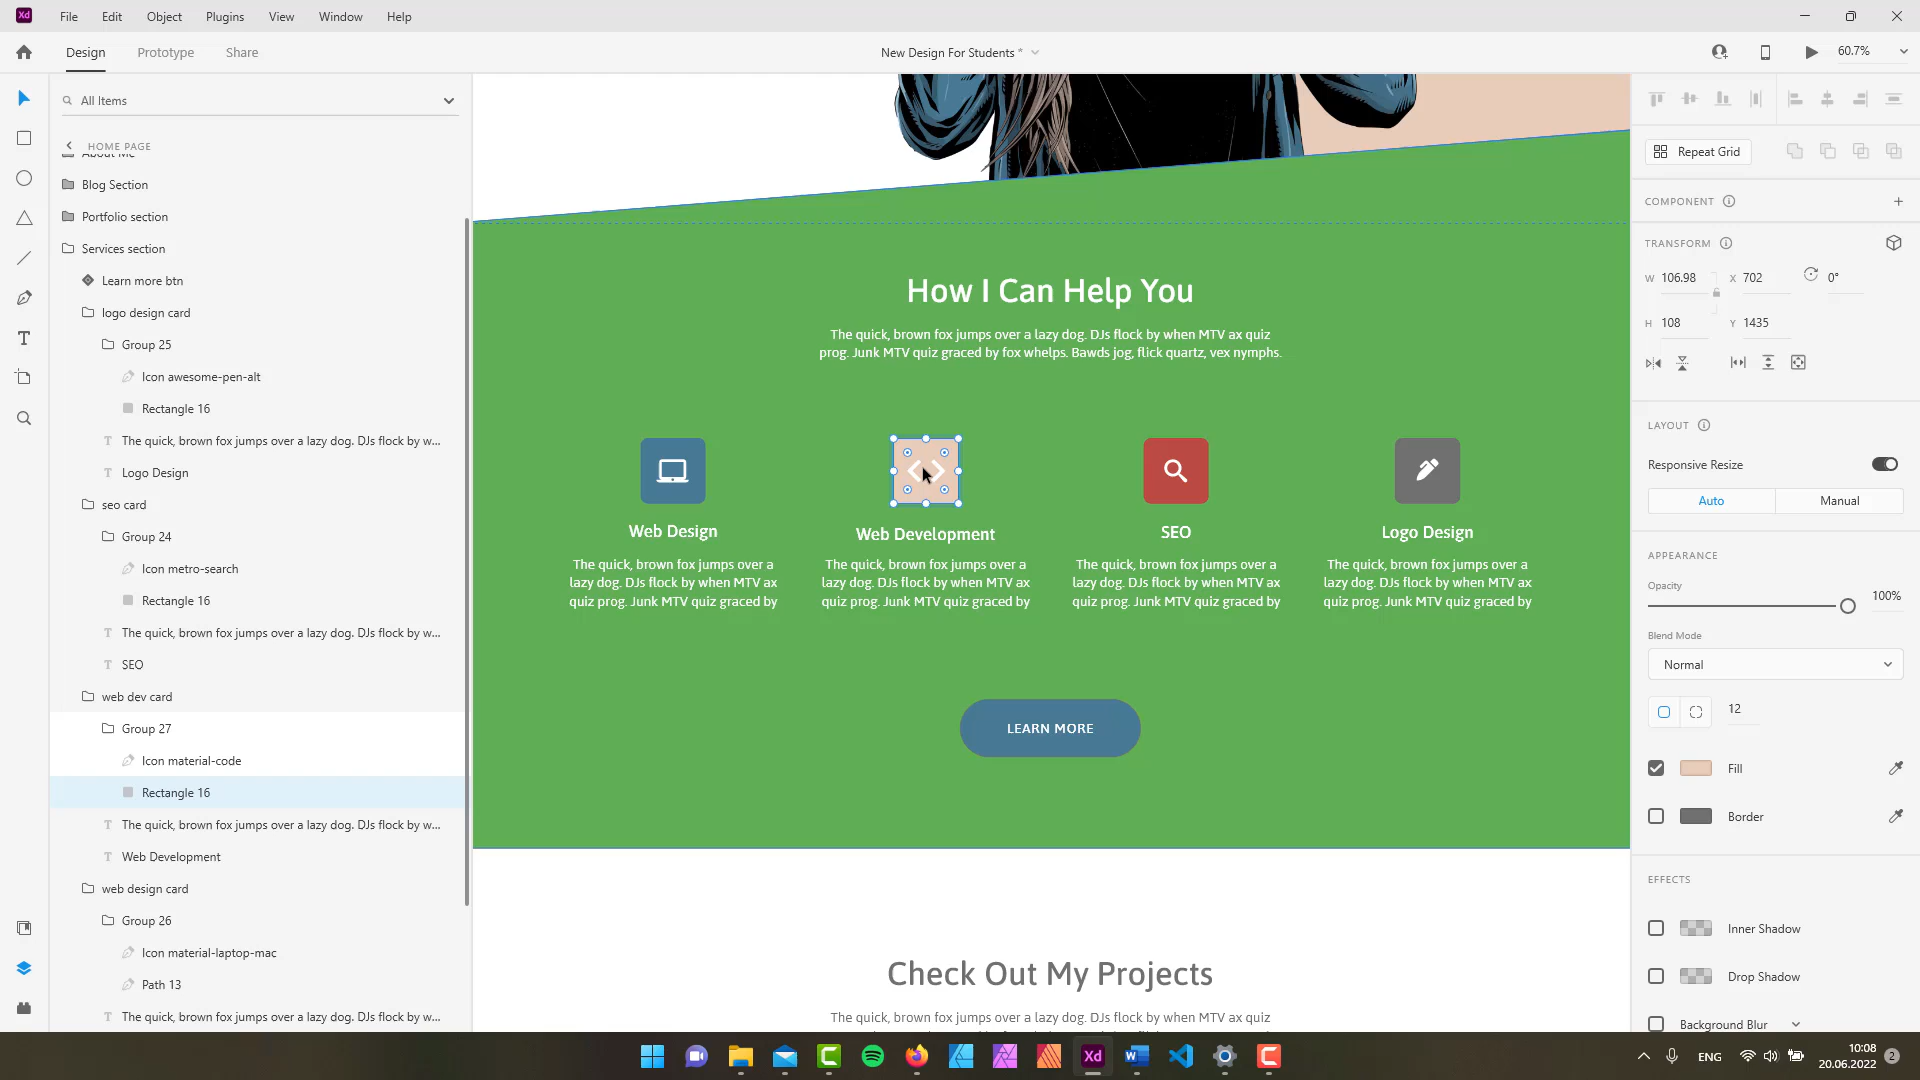 Xd File Edit Object Plugins View Window Help
Design Prototype Share
New Design For Students *
60.7%
All Items
HOME PAGE
About Me
Blog Section
Portfolio section
Services section
Learn more btn
logo design card
Group 25
Icon awesome-pen-alt
Rectangle 16
The quick, brown fox jumps over a lazy dog. DJs flock by w...
Logo Design
seo card
Group 24
Icon metro-search
Rectangle 16
The quick, brown fox jumps over a lazy dog. DJs flock by w...
SEO
web dev card
Group 27
Icon material-code
Rectangle 16
The quick, brown fox jumps over a lazy dog. DJs flock by w...
Web Development
web design card
Group 26
Icon material-laptop-mac
Path 13
The quick, brown fox jumps over a lazy dog. DJs flock by w...
How I Can Help You
The quick, brown fox jumps over a lazy dog. DJs flock by when MTV ax quiz
prog. Junk MTV quiz graced by fox whelps. Bawds jog, flick quartz, vex nymphs.
Web Design
The quick, brown fox jumps over a
lazy dog. DJs flock by when MTV ax
quiz prog. Junk MTV quiz graced by
Web Development
The quick, brown fox jumps over a
lazy dog. DJs flock by when MTV ax
quiz prog. Junk MTV quiz graced by
SEO
The quick, brown fox jumps over a
lazy dog. DJs flock by when MTV ax
quiz prog. Junk MTV quiz graced by
Logo Design
The quick, brown fox jumps over a
lazy dog. DJs flock by when MTV ax
quiz prog. Junk MTV quiz graced by
LEARN MORE
Check Out My Projects
The quick, brown fox jumps over a lazy dog. DJs flock by when MTV ax quiz
Repeat Grid
COMPONENT
TRANSFORM
W 106.98 X 702 0°
H 108 Y 1435
LAYOUT
Responsive Resize
Auto Manual
APPEARANCE
Opacity
100%
Blend Mode
Normal
12
Fill
Border
EFFECTS
Inner Shadow
Drop Shadow
Background Blur
Xd
ENG
10:08
20.06.2022
2